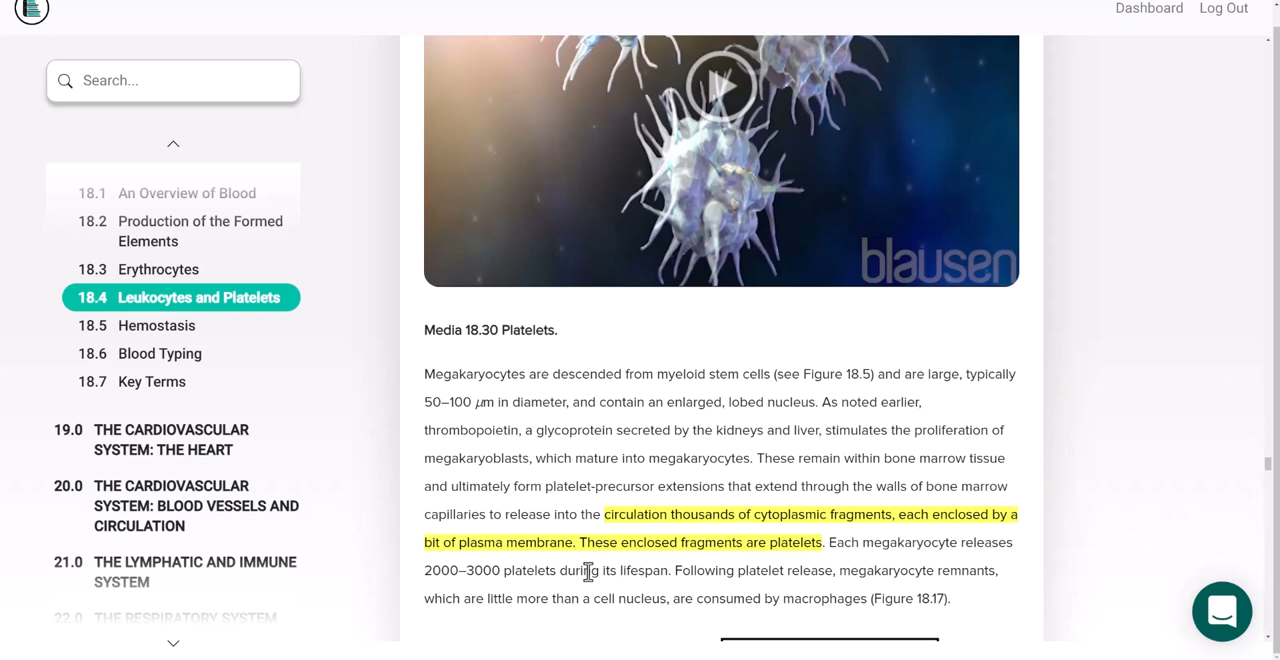 Dashboard Log Out
Search...
18.1 An Overview of Blood
18.2 Production of the Formed
Elements
18.3 Erythrocytes
18.4 Leukocytes and Platelets
18.5 Hemostasis
18.6 Blood Typing
18.7 Key Terms
19.0 THE CARDIOVASCULAR
SYSTEM: THE HEART
20.0 THE CARDIOVASCULAR
SYSTEM: BLOOD VESSELS AND
CIRCULATION
21.0 THE LYMPHATIC AND IMMUNE
SYSTEM
22.0 THE RESPIRATORY SYSTEM
blausen
Media 18.30 Platelets.
Megakaryocytes are descended from myeloid stem cells (see Figure 18.5) and are large, typically
50–100 μm in diameter, and contain an enlarged, lobed nucleus. As noted earlier,
thrombopoietin, a glycoprotein secreted by the kidneys and liver, stimulates the proliferation of
megakaryoblasts, which mature into megakaryocytes. These remain within bone marrow tissue
and ultimately form platelet-precursor extensions that extend through the walls of bone marrow
capillaries to release into the circulation thousands of cytoplasmic fragments, each enclosed by a
bit of plasma membrane. These enclosed fragments are platelets. Each megakaryocyte releases
2000–3000 platelets during its lifespan. Following platelet release, megakaryocyte remnants,
which are little more than a cell nucleus, are consumed by macrophages (Figure 18.17).